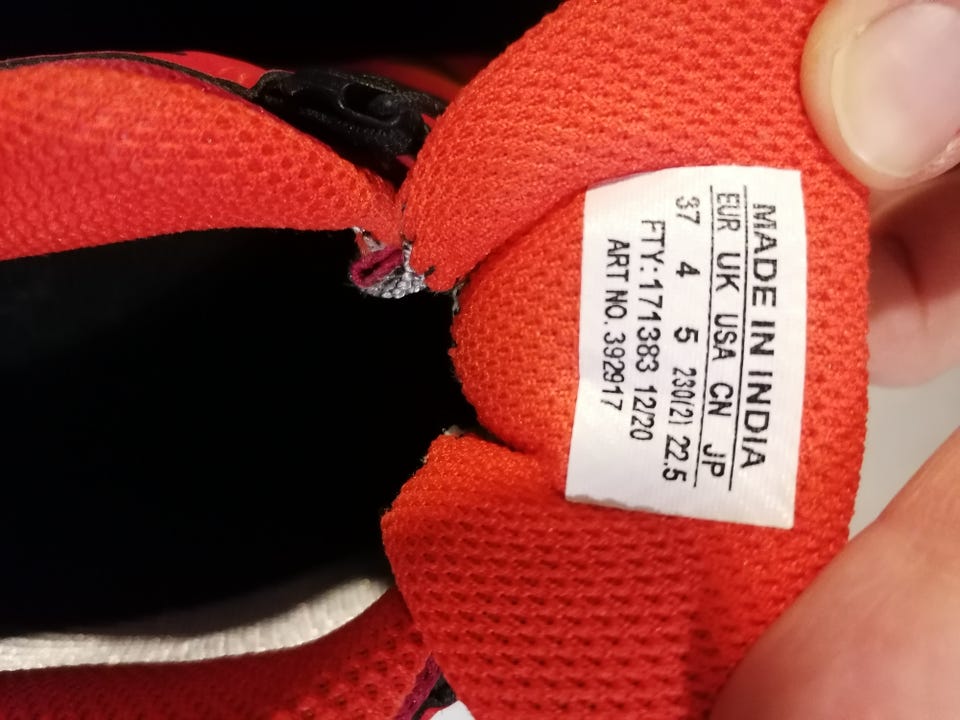 MADE IN INDIA
EUR UK USA CN JP
37 4 5 230(2) 22.5
FTY:171383 12/20
ART NO. 392917